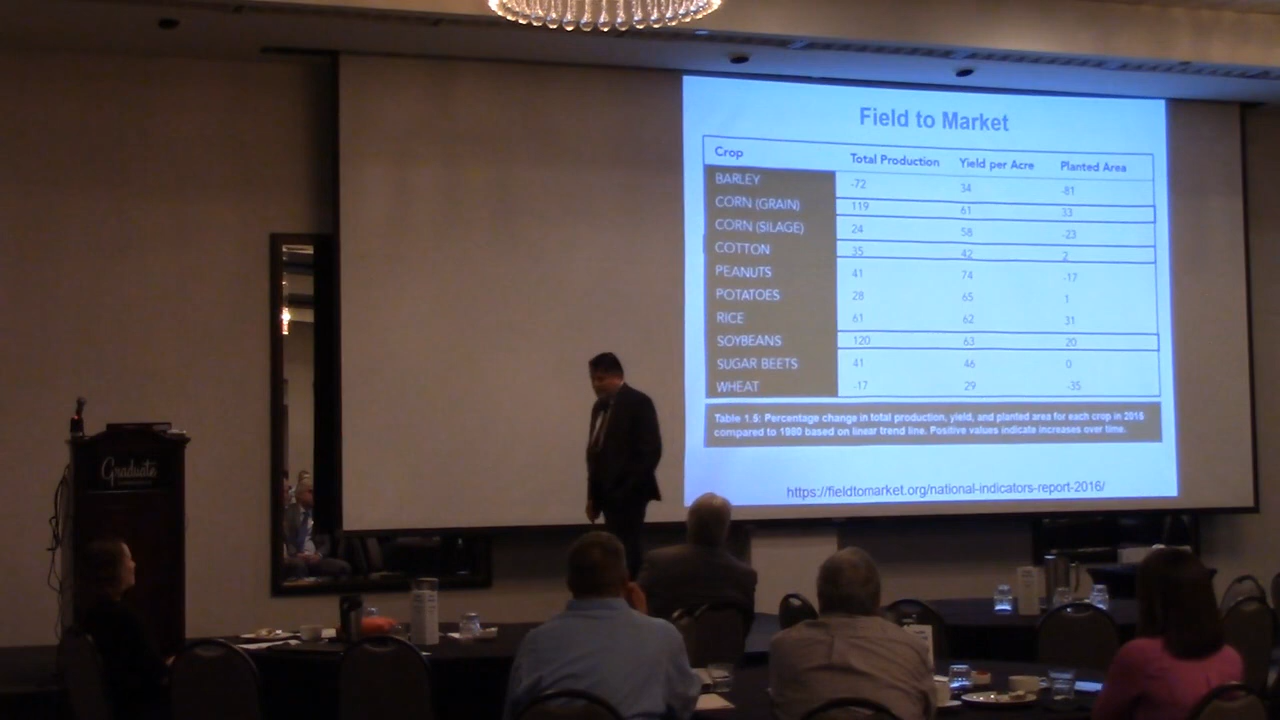 Field to Market
Crop Total Production Yield per Acre Planted Area
BARLEY -72 34 -81
CORN (GRAIN) 119 61 33
CORN (SILAGE) 24 58 -23
COTTON 35 42 2
PEANUTS 41 74 -17
POTATOES 28 65 1
RICE 61 62 31
SOYBEANS 120 63 20
SUGAR BEETS 41 46 0
WHEAT -17 29 -35
Table 1.5: Percentage change in total production, yield, and planted area for each crop in 2015
compared to 1980 based on linear trend line. Positive values indicate increases over time.
https://fieldtomarket.org/national-indicators-report-2016/
Graduate